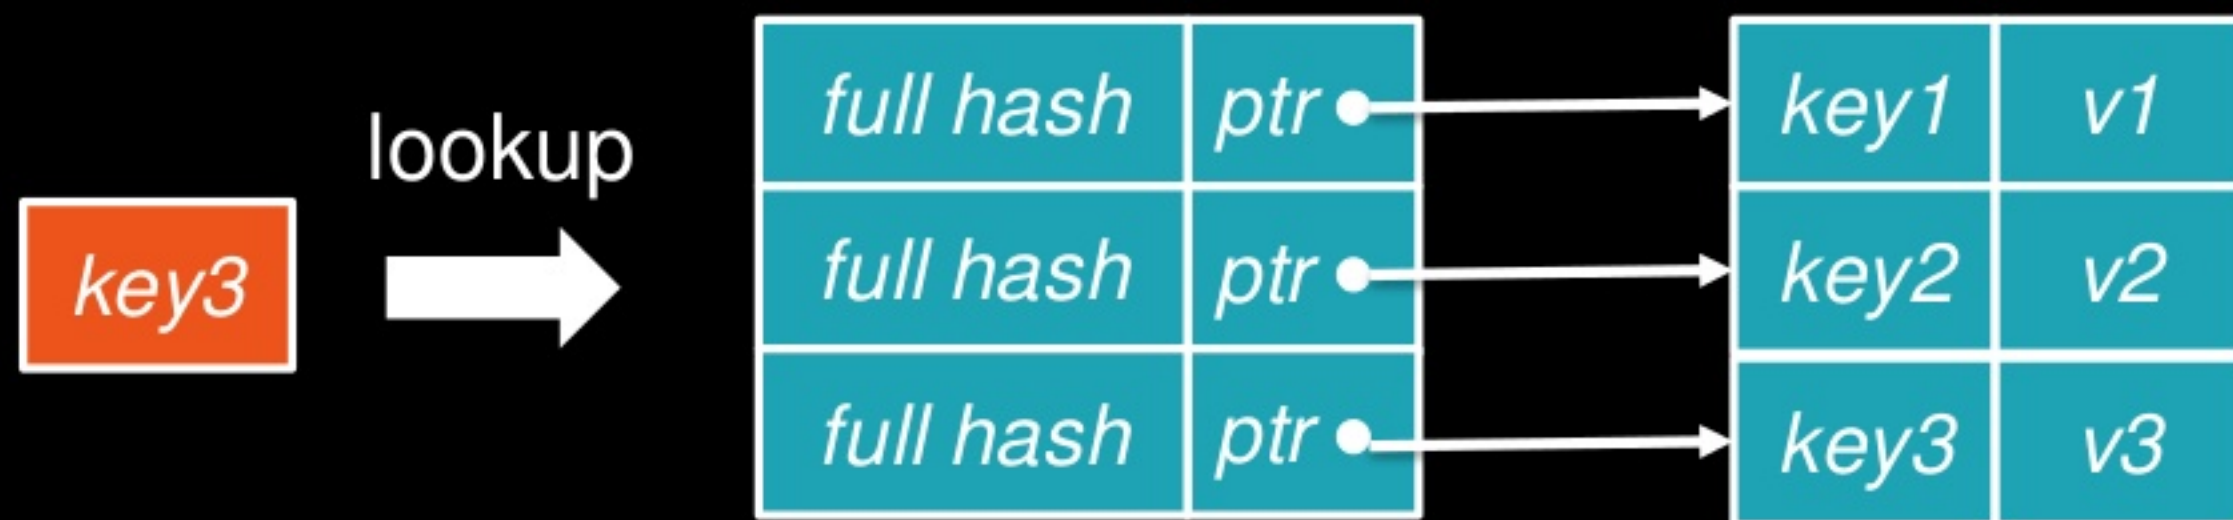 lookup
key3
full hash ptr key1 v1
full hash ptr key2 v2
full hash ptr key3 v3